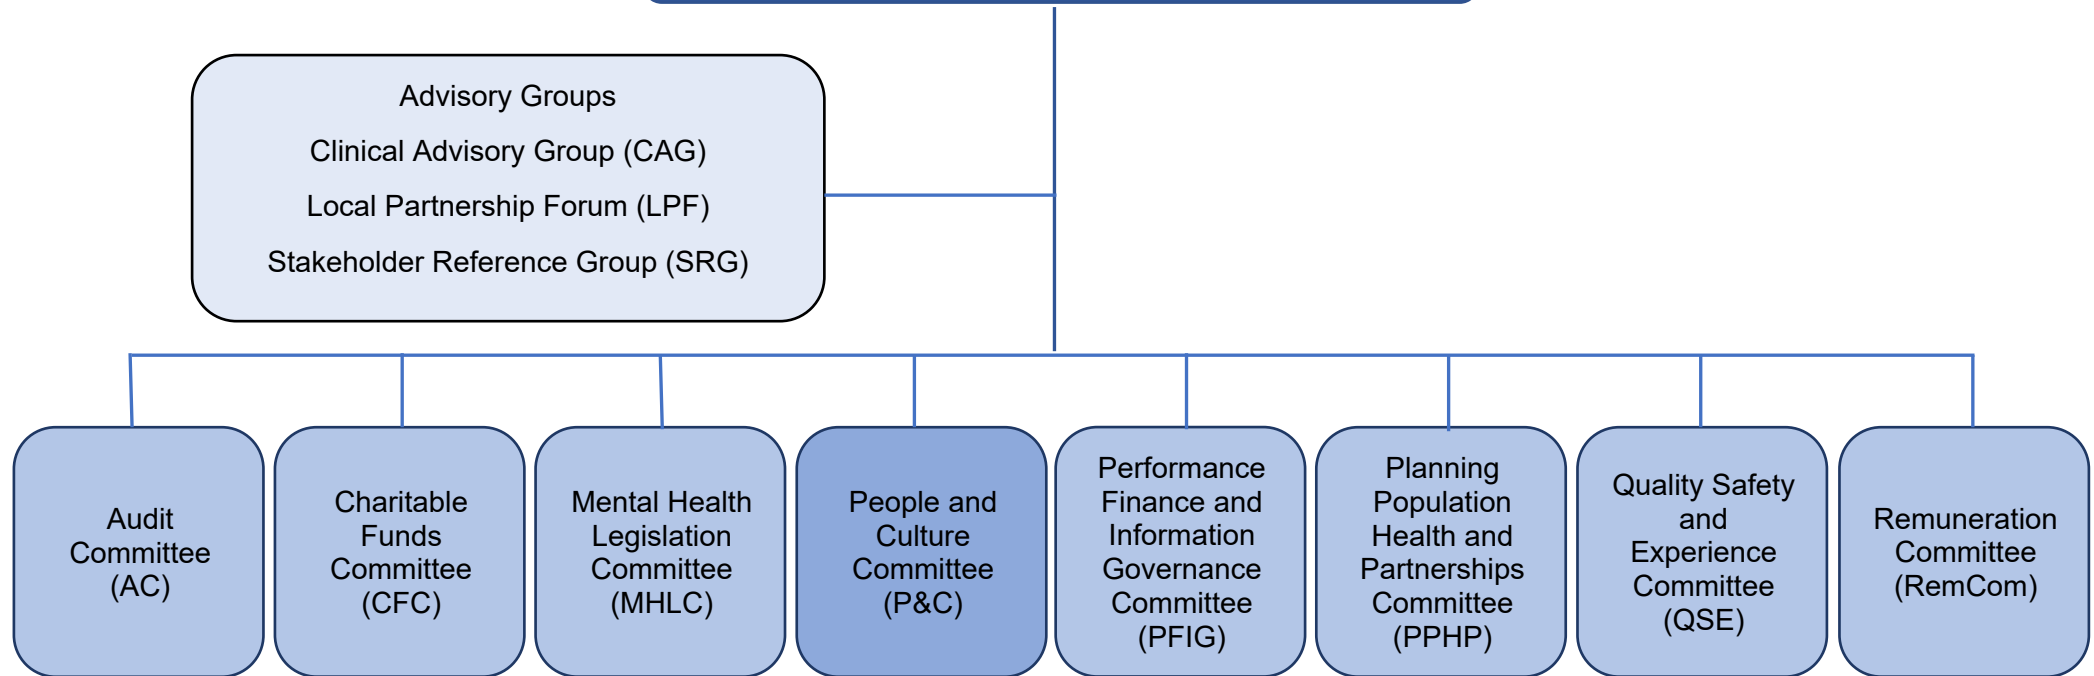 Advisory Groups
Clinical Advisory Group (CAG)
Local Partnership Forum (LPF)
Stakeholder Reference Group (SRG)
Audit
Committee
(AC)
Charitable
Funds
Committee
(CFC)
Mental Health
Legislation
Committee
(MHLC)
People and
Culture
Committee
(P&C)
Performance
Finance and
Information
Governance
Committee
(PFIG)
Planning
Population
Health and
Partnerships
Committee
(PPHP)
Quality Safety
and
Experience
Committee
(QSE)
Remuneration
Committee
(RemCom)